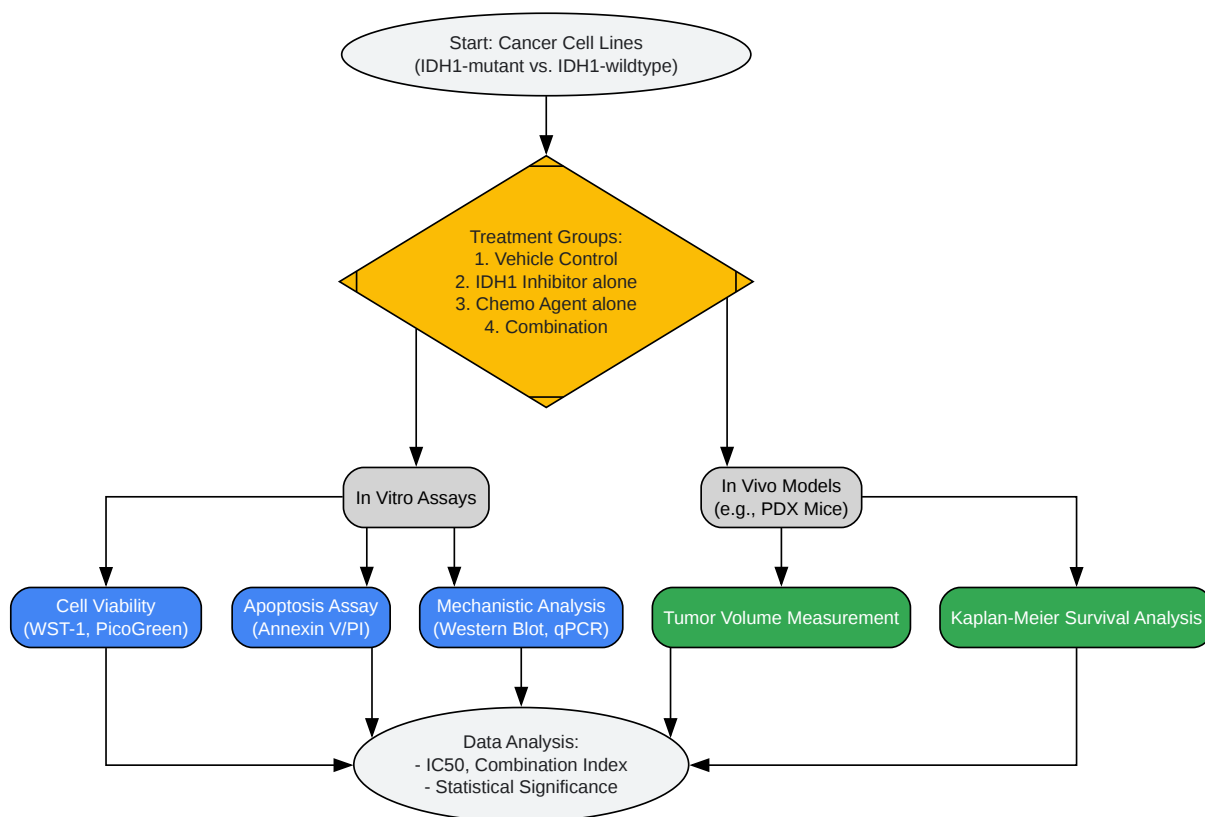 Start: Cancer Cell Lines
(IDH1-mutant vs. IDH1-wildtype)
Treatment Groups:
1. Vehicle Control
2. IDH1 Inhibitor alone
3. Chemo Agent alone
4. Combination
In Vitro Assays
In Vivo Models
(e.g., PDX Mice)
Cell Viability
(WST-1, PicoGreen)
Apoptosis Assay
(Annexin V/PI)
Mechanistic Analysis
(Western Blot, qPCR)
Tumor Volume Measurement
Kaplan-Meier Survival Analysis
Data Analysis:
- IC50, Combination Index
- Statistical Significance